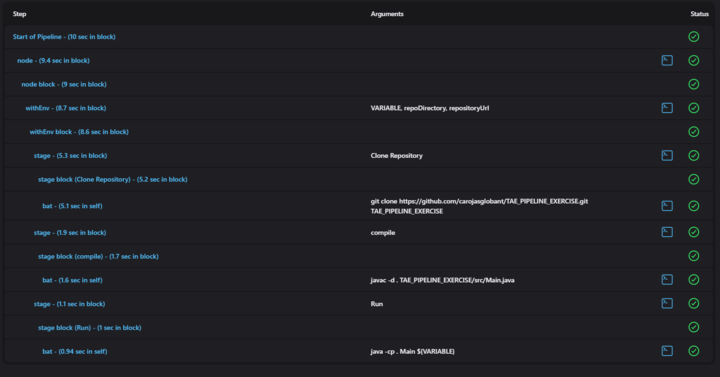 Step Arguments Status
Start of Pipeline - (10 sec in block)
node - (9.4 sec in block)
node block - (9 sec in block)
withEnv - (8.7 sec in block) VARIABLE, repoDirectory, repositoryUrl
withEnv block - (8.6 sec in block)
stage - (5.3 sec in block) Clone Repository
stage block (Clone Repository) - (5.2 sec in block)
bat - (5.1 sec in self) git clone https://github.com/carojasglobant/TAE_PIPELINE_EXERCISE.git
TAE_PIPELINE_EXERCISE
stage - (1.9 sec in block) compile
stage block (compile) - (1.7 sec in block)
bat - (1.6 sec in self) javac -d . TAE_PIPELINE_EXERCISE/src/Main.java
stage - (1.1 sec in block) Run
stage block (Run) - (1 sec in block)
bat - (0.94 sec in self) java -cp . Main ${VARIABLE}